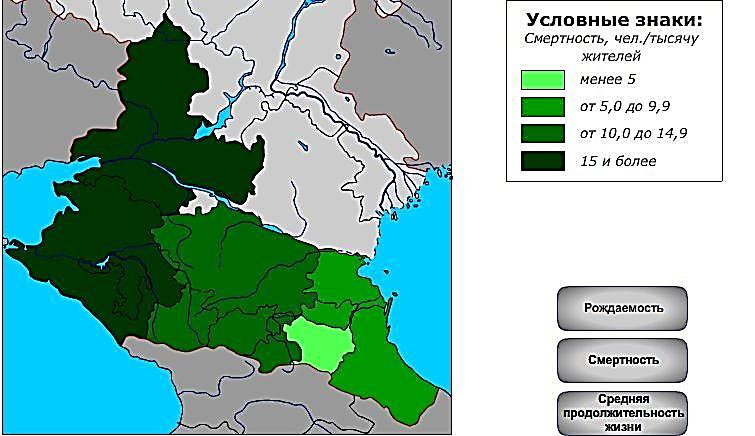 Условные знаки:
Смертность, чел./тысячу
жителей
менее 5
от 5,0 до 9,9
от 10,0 до 14,9
15 и более
Рождаемость
Смертность
Средняя
продолжительность
жизни